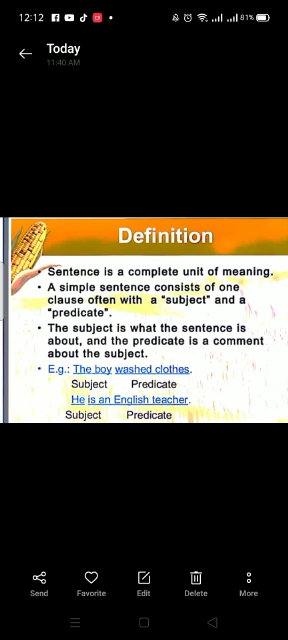 12:12
81%
Today
11:40 AM
Definition
• Sentence is a complete unit of meaning.
• A simple sentence consists of one
clause often with a "subject" and a
"predicate".
• The subject is what the sentence is
about, and the predicate is a comment
about the subject.
• E.g.: The boy washed clothes.
Subject Predicate
He is an English teacher.
Subject Predicate
Send Favorite Edit Delete More